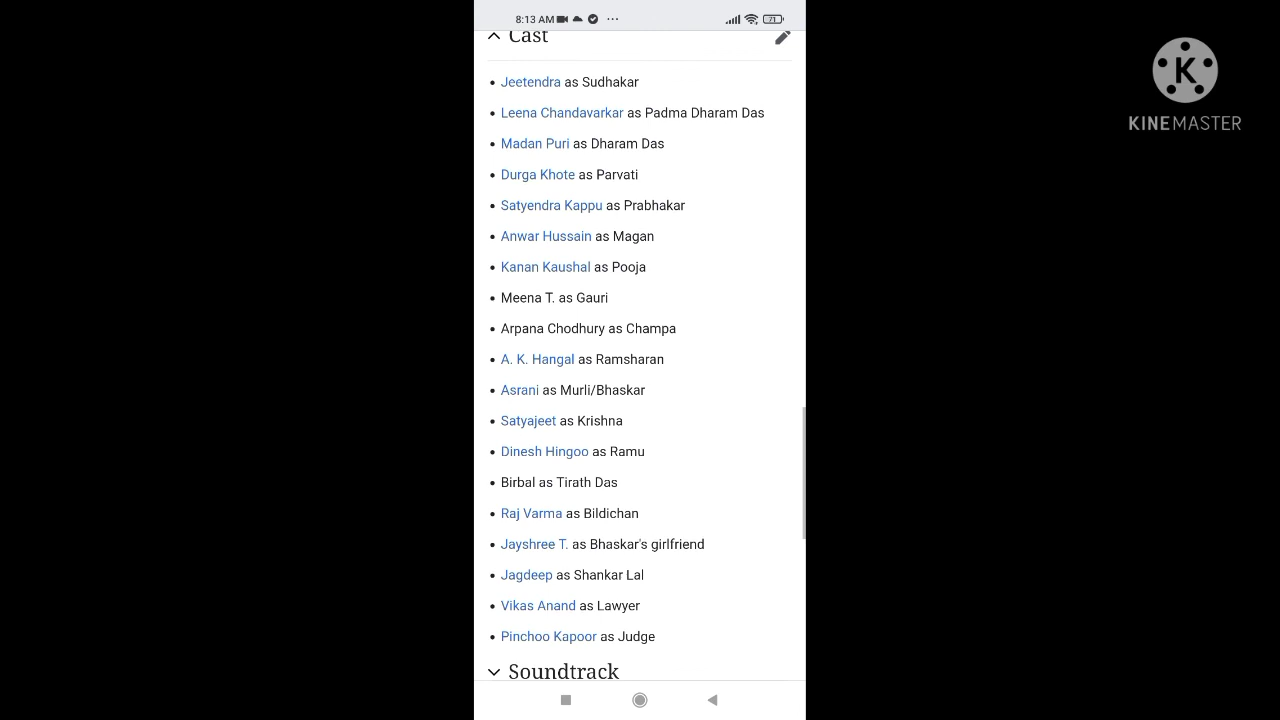 8:13 AM
71
Cast
K
KINEMASTER
• Jeetendra as Sudhakar
• Leena Chandavarkar as Padma Dharam Das
• Madan Puri as Dharam Das
• Durga Khote as Parvati
• Satyendra Kappu as Prabhakar
• Anwar Hussain as Magan
• Kanan Kaushal as Pooja
• Meena T. as Gauri
• Arpana Chodhury as Champa
• A. K. Hangal as Ramsharan
• Asrani as Murli/Bhaskar
• Satyajeet as Krishna
• Dinesh Hingoo as Ramu
• Birbal as Tirath Das
• Raj Varma as Bildichan
• Jayshree T. as Bhaskar's girlfriend
• Jagdeep as Shankar Lal
• Vikas Anand as Lawyer
• Pinchoo Kapoor as Judge
Soundtrack